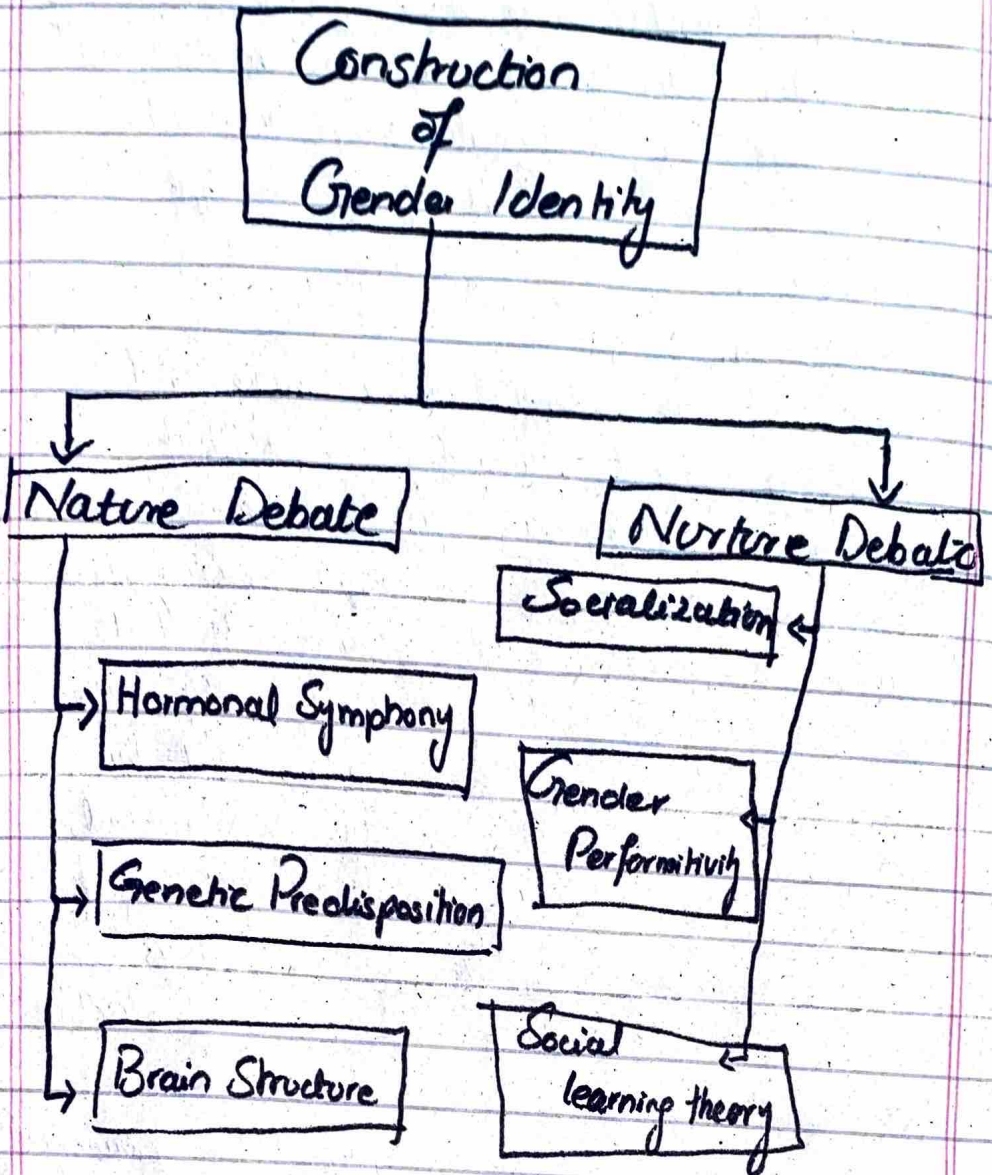 Construction
of
Gender Identity
Nature Debate
Nurture Debate
Socialization
Hormonal Symphony
Gender
Performitivity
Genetic Predisposition
Social
learning theory
Brain Structure